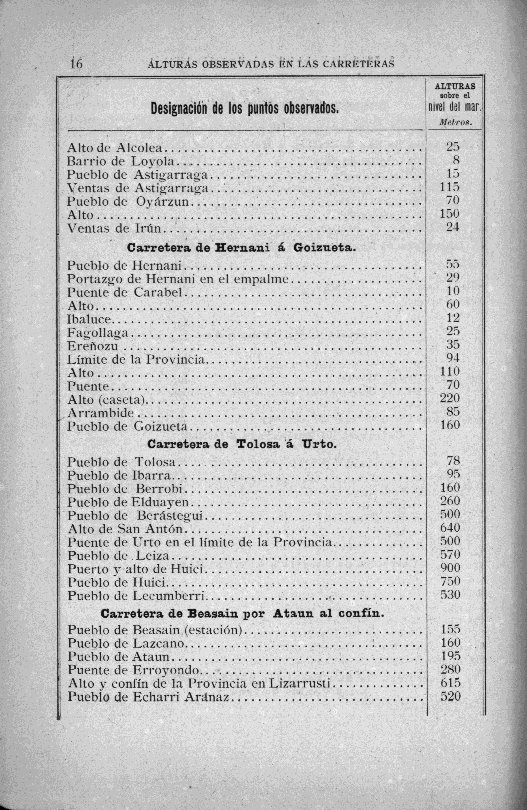 16 ALTURAS OBSERVADAS EN LAS CARRETERAS
Designación de los puntos observados.
ALTURAS
sobre el
nivel del mar.
Metros.
Alto de Alcolea 25
Barrio de Loyola 8
Pueblo de Astigarraga 15
Ventas de Astigarraga 115
Pueblo de Oyárzun 70
Alto 150
Ventas de Irún 24
Carretera de Hernani á Goizueta.
Pueblo de Hernani 55
Portazgo de Hernani en el empalme 29
Puente de Carabel 10
Alto 60
Ibaluce 12
Fagollaga 25
Ereñozu 35
Límite de la Provincia 94
Alto 110
Puente 70
Alto (caseta) 220
Arrambide 85
Pueblo de Goizueta 160
Carretera de Tolosa á Urto.
Pueblo de Tolosa 78
Pueblo de Ibarra 95
Pueblo de Berrobi 160
Pueblo de Elduayen 260
Pueblo de Berástegui 500
Alto de San Antón 640
Puente de Urto en el límite de la Provincia 500
Pueblo de Leiza 570
Puerto y alto de Huici 900
Pueblo de Huici 750
Pueblo de Lecumberri 530
Carretera de Beasain por Ataun al confín.
Pueblo de Beasain (estación) 155
Pueblo de Lazcano 160
Pueblo de Ataun 195
Puente de Erroyondo 280
Alto y confín de la Provincia en Lizarrusti 615
Pueblo de Echarri Aránaz 520